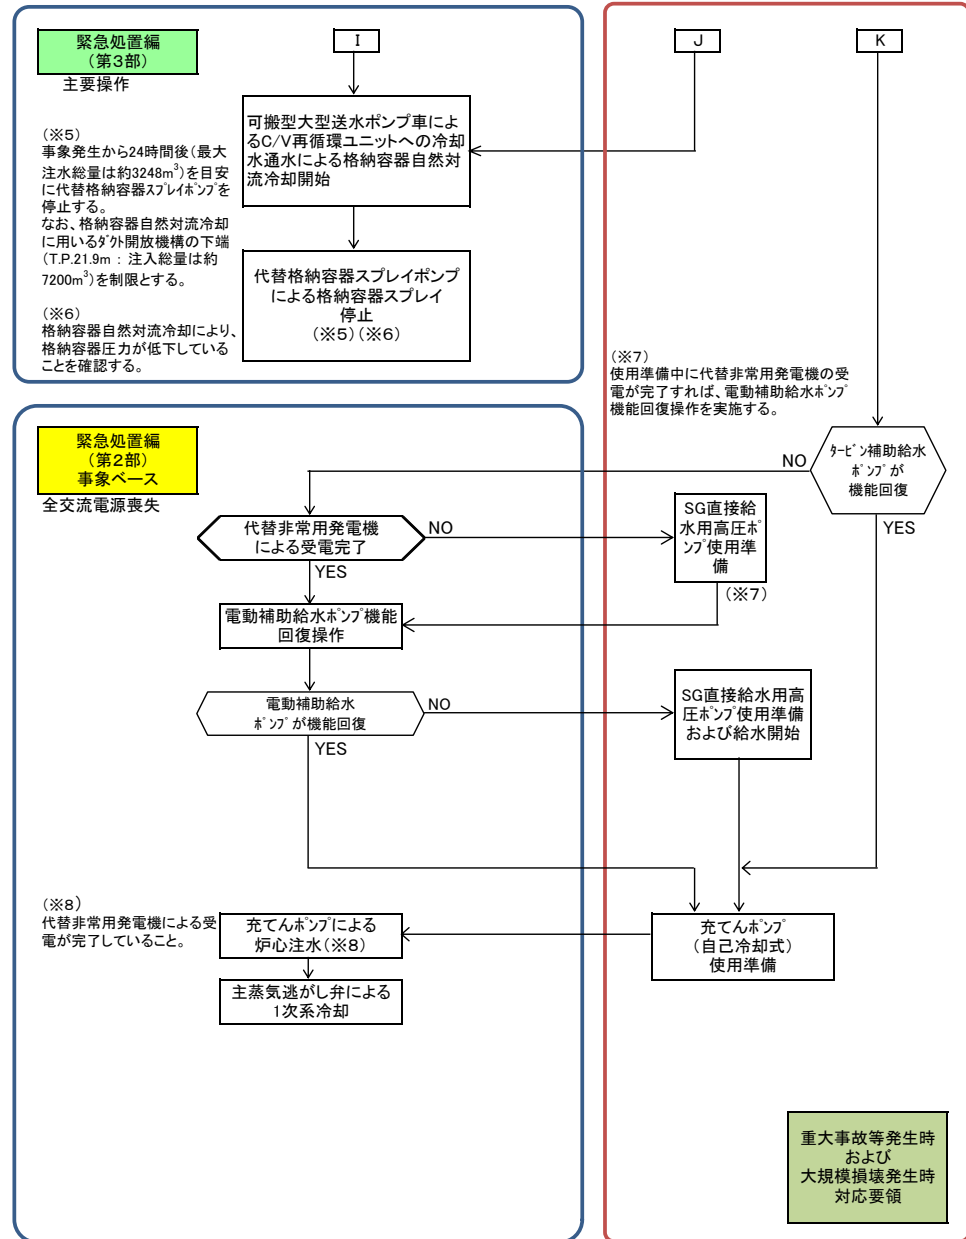 緊急処置編
(第3部)
主要操作
I
J
K
可搬型大型送水ポンプ車によ
るC/V再循環ユニットへの冷却
水通水による格納容器自然対
流冷却開始
(※5)
事象発生から24時間後(最大
注水総量は約3248m³)を目安
に代替格納容器スプレイポンプを
停止する。
なお、格納容器自然対流冷却
に用いるダクト開放機構の下端
(T.P.21.9m : 注入総量は約
7200m³)を制限とする。
(※6)
格納容器自然対流冷却により、
格納容器圧力が低下している
ことを確認する。
代替格納容器スプレイポンプ
による格納容器スプレイ
停止
(※5)(※6)
(※7)
使用準備中に代替非常用発電機の受
電が完了すれば、電動補助給水ポンプ
機能回復操作を実施する。
緊急処置編
(第2部)
事象ベース
全交流電源喪失
タービン補助給水
ポンプが
機能回復
NO
YES
代替非常用発電機
による受電完了
NO
YES
SG直接給
水用高圧ポ
ンプ使用準
備
(※7)
電動補助給水ポンプ機能
回復操作
電動補助給水
ポンプが機能回復
NO
YES
SG直接給水用高
圧ポンプ使用準備
および給水開始
(※8)
代替非常用発電機による受
電が完了していること。
充てんポンプによる
炉心注水(※8)
充てんポンプ
(自己冷却式)
使用準備
主蒸気逃がし弁による
1次系冷却
重大事故等発生時
および
大規模損壊発生時
対応要領